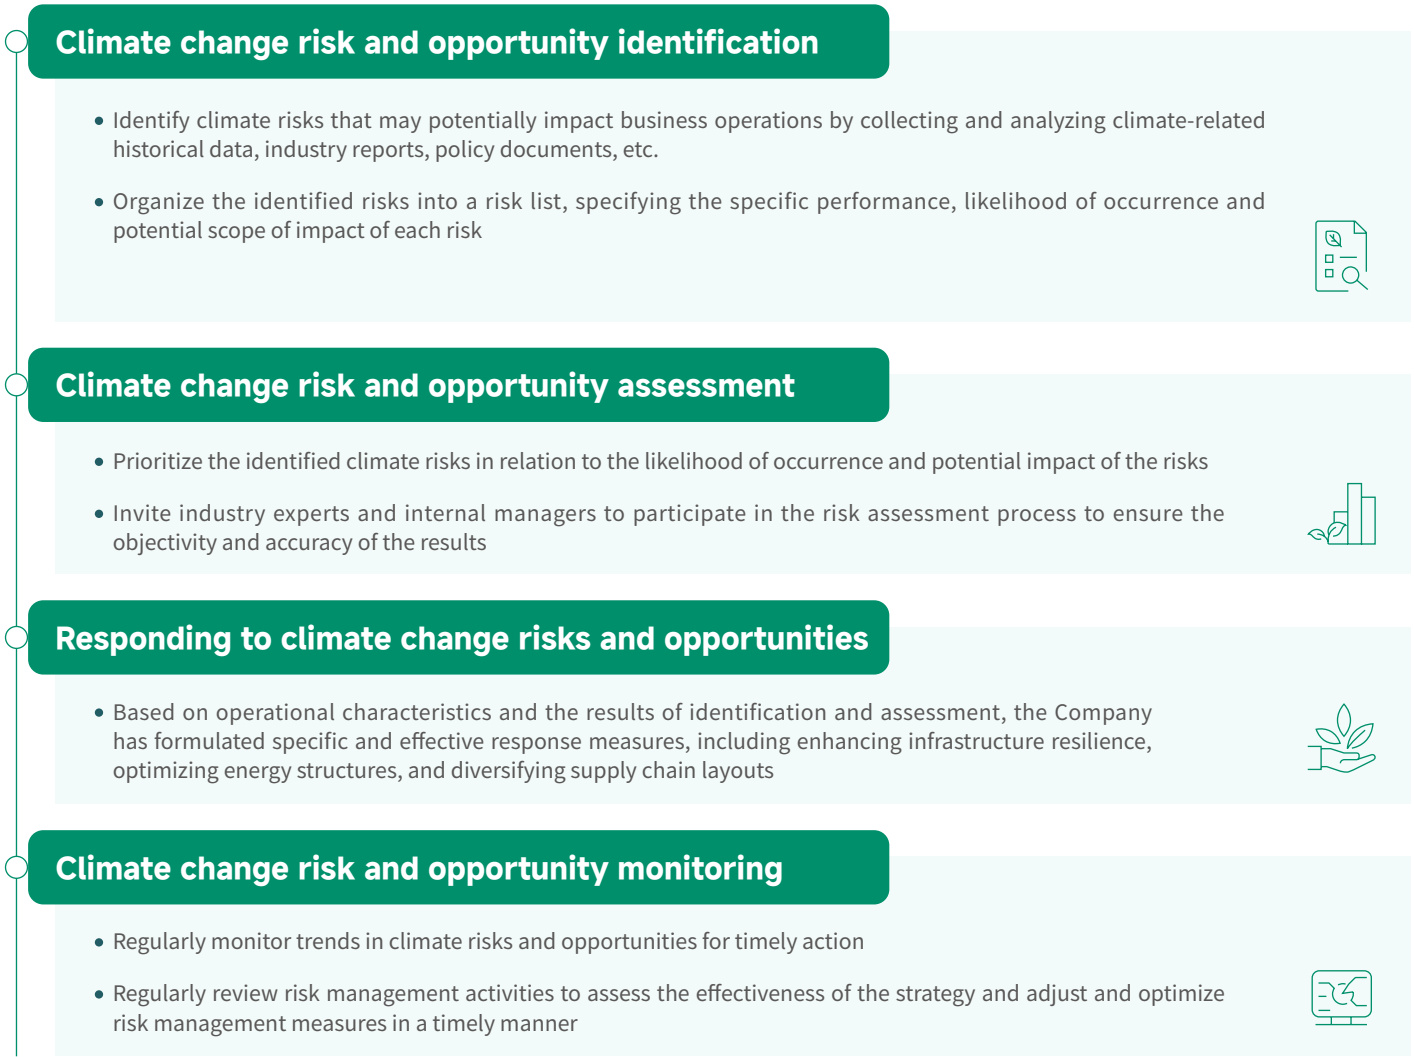 Climate change risk and opportunity identification
• Identify climate risks that may potentially impact business operations by collecting and analyzing climate-related
historical data, industry reports, policy documents, etc.
• Organize the identified risks into a risk list, specifying the specific performance, likelihood of occurrence and
potential scope of impact of each risk
Climate change risk and opportunity assessment
• Prioritize the identified climate risks in relation to the likelihood of occurrence and potential impact of the risks
• Invite industry experts and internal managers to participate in the risk assessment process to ensure the
objectivity and accuracy of the results
Responding to climate change risks and opportunities
• Based on operational characteristics and the results of identification and assessment, the Company
has formulated specific and effective response measures, including enhancing infrastructure resilience,
optimizing energy structures, and diversifying supply chain layouts
Climate change risk and opportunity monitoring
• Regularly monitor trends in climate risks and opportunities for timely action
• Regularly review risk management activities to assess the effectiveness of the strategy and adjust and optimize
risk management measures in a timely manner